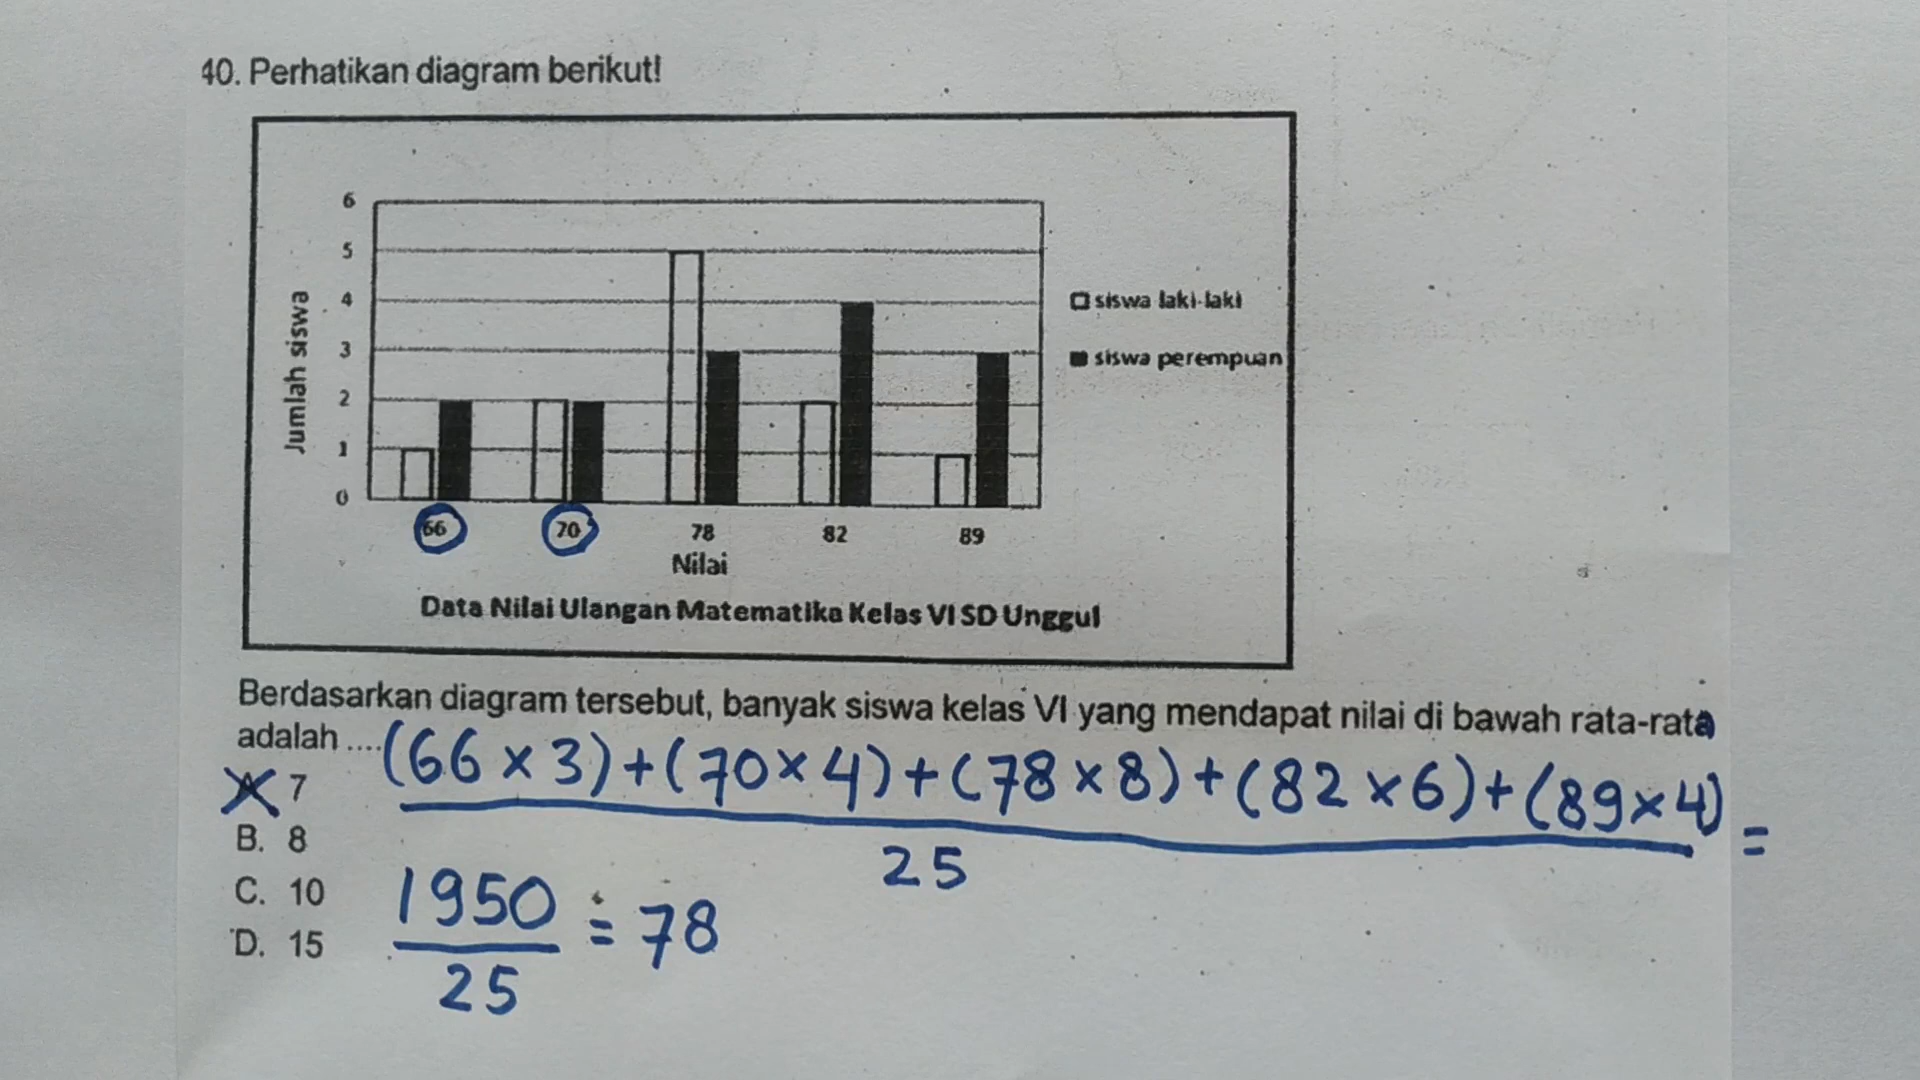 40. Perhatikan diagram berikut!
6
5
4
3
2
1
0
Jumlah siswa
siswa laki-laki
siswa perempuan
66 70 78 82 89
Nilai
Data Nilai Ulangan Matematika Kelas VI SD Unggul
Berdasarkan diagram tersebut, banyak siswa kelas VI yang mendapat nilai di bawah rata-rata
adalah ....
(66 × 3) + (70 × 4) + (78 × 8) + (82 × 6) + (89 × 4) =
25
A. 7
B. 8
C. 10
D. 15
1950 = 78
25